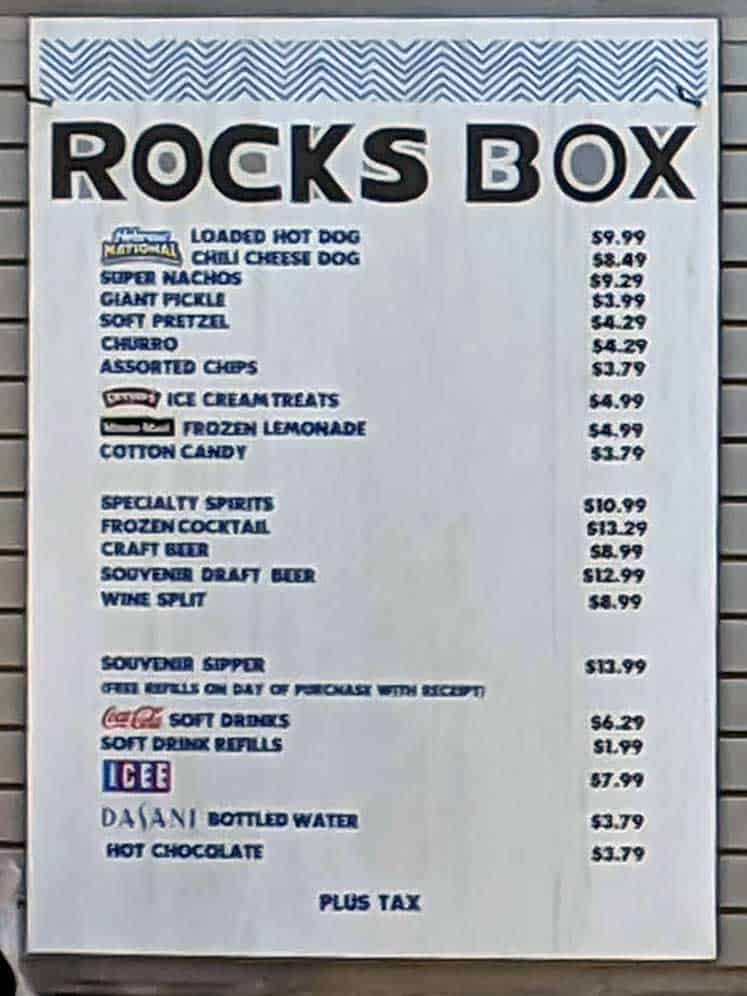 ROCKS BOX
Hebrew NATIONAL LOADED HOT DOG $9.99
CHILI CHEESE DOG $8.49
SUPER NACHOS $9.29
GIANT PICKLE $3.99
SOFT PRETZEL $4.29
CHURRO $4.29
ASSORTED CHIPS $3.79
ICE CREAM TREATS $4.99
Minute Maid FROZEN LEMONADE $4.99
COTTON CANDY $3.79
SPECIALTY SPIRITS $10.99
FROZEN COCKTAIL $13.29
CRAFT BEER $8.99
SOUVENIR DRAFT BEER $12.99
WINE SPLIT $8.99
SOUVENIR SIPPER $13.99
(FREE REFILLS ON DAY OF PURCHASE WITH RECEIPT)
Coca-Cola SOFT DRINKS $6.29
SOFT DRINK REFILLS $1.99
ICEE $7.99
DASANI BOTTLED WATER $3.79
HOT CHOCOLATE $3.79
PLUS TAX